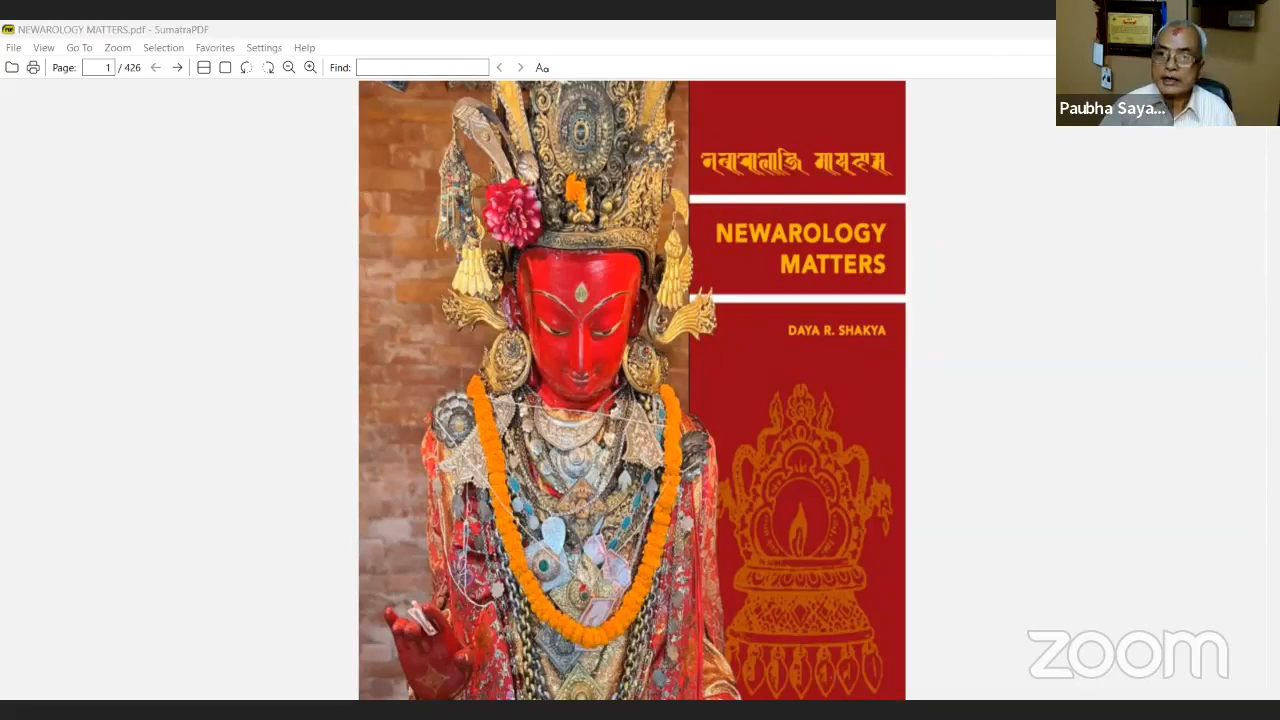 NEWAROLOGY MATTERS.pdf - SumatraPDF
File View Go To Zoom Selection Favorites Settings Help
Page: 1 / 426 Find: Aa
Paubha Saya...
NEWAROLOGY
MATTERS
DAYA R. SHAKYA
zoom